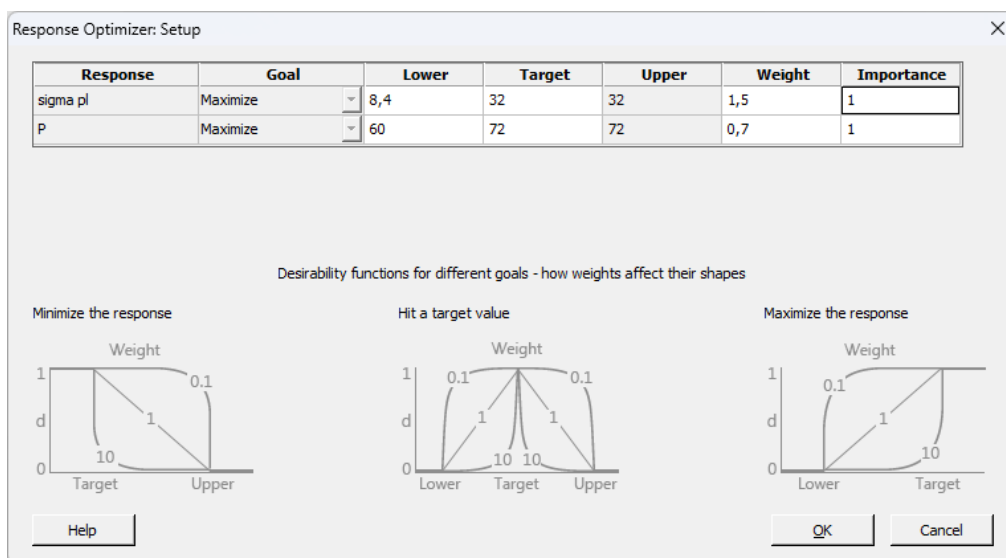 Response Optimizer: Setup
Response Goal Lower Target Upper Weight Importance
sigma pl Maximize 8,4 32 32 1,5 1
P Maximize 60 72 72 0,7 1
Desirability functions for different goals - how weights affect their shapes
Minimize the response
Weight
1
0.1
d
1
10
0
Target Upper
Hit a target value
Weight
1
0.1 0.1
d
1 1
10 10
0
Lower Target Upper
Maximize the response
Weight
1
0.1
d
1
10
0
Lower Target
Help OK Cancel